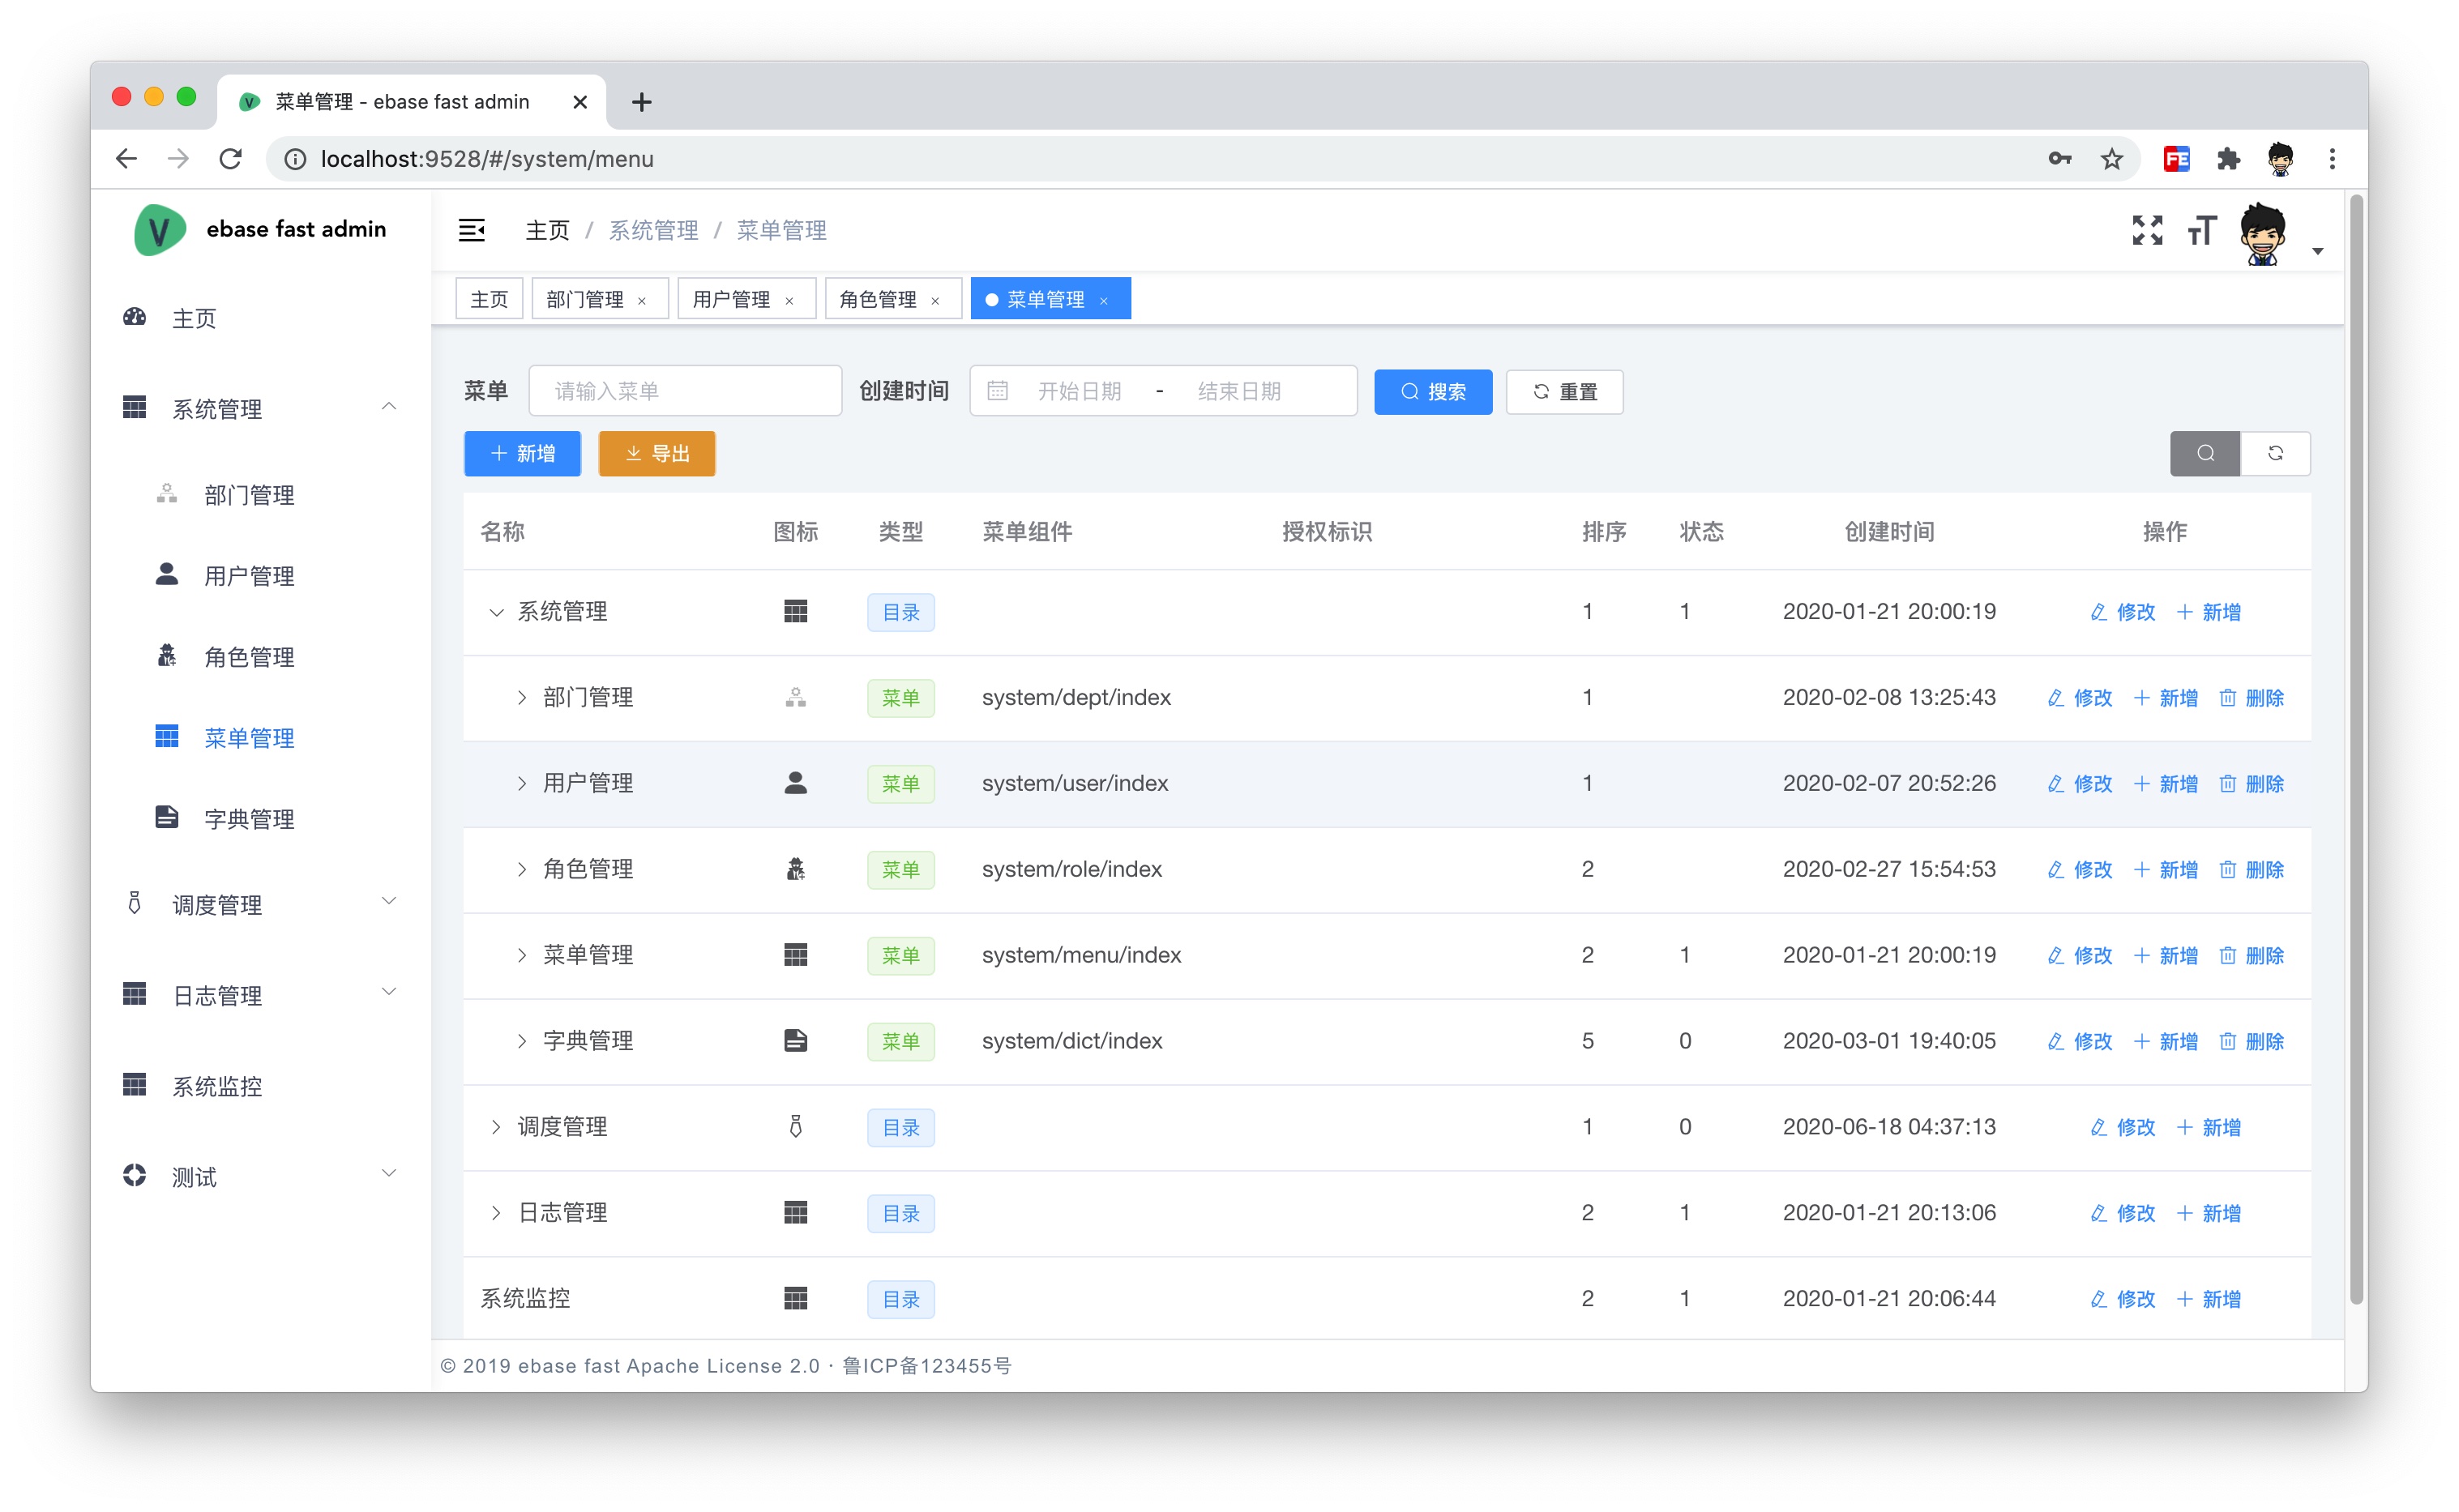 菜单管理 - ebase fast admin
localhost:9528/#/system/menu
FE
V ebase fast admin
主页 / 系统管理 / 菜单管理
主页 部门管理 × 用户管理 × 角色管理 × 菜单管理 ×
主页
系统管理
部门管理
用户管理
角色管理
菜单管理
字典管理
调度管理
日志管理
系统监控
测试
菜单 请输入菜单 创建时间 开始日期 - 结束日期 搜索 重置
新增 导出
名称 图标 类型 菜单组件 授权标识 排序 状态 创建时间 操作
系统管理 目录 1 1 2020-01-21 20:00:19 修改 新增
部门管理 菜单 system/dept/index 1 2020-02-08 13:25:43 修改 新增 删除
用户管理 菜单 system/user/index 1 2020-02-07 20:52:26 修改 新增 删除
角色管理 菜单 system/role/index 2 2020-02-27 15:54:53 修改 新增 删除
菜单管理 菜单 system/menu/index 2 1 2020-01-21 20:00:19 修改 新增 删除
字典管理 菜单 system/dict/index 5 0 2020-03-01 19:40:05 修改 新增 删除
调度管理 目录 1 0 2020-06-18 04:37:13 修改 新增
日志管理 目录 2 1 2020-01-21 20:13:06 修改 新增
系统监控 目录 2 1 2020-01-21 20:06:44 修改 新增
© 2019 ebase fast Apache License 2.0 · 鲁ICP备123455号